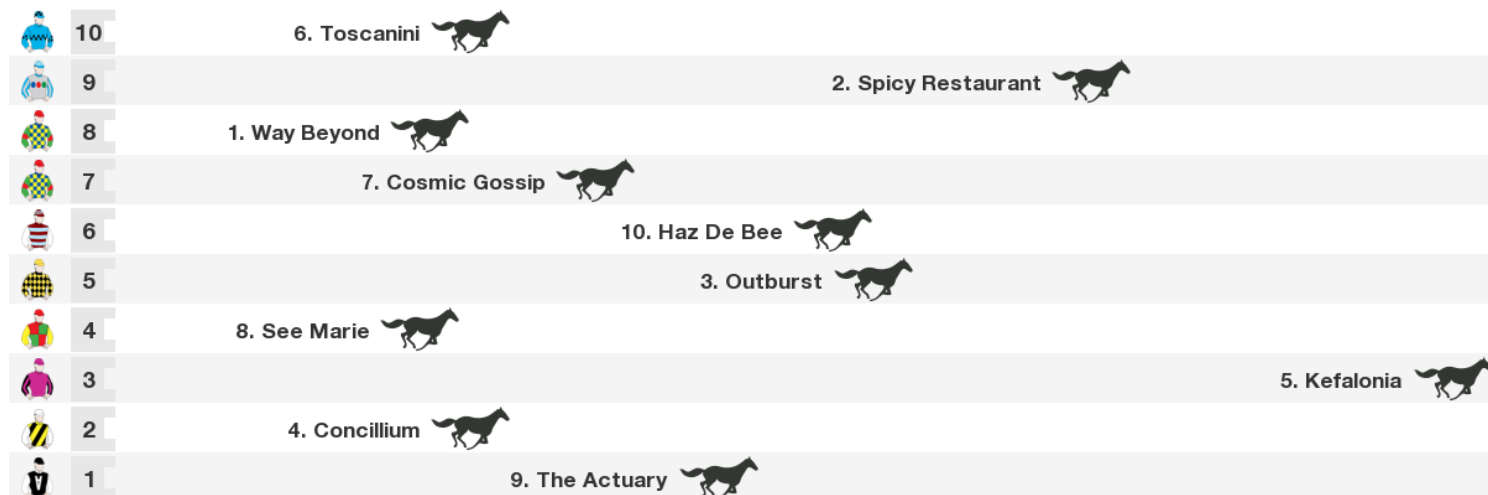 10 6. Toscanini
9 2. Spicy Restaurant
8 1. Way Beyond
7 7. Cosmic Gossip
6 10. Haz De Bee
5 3. Outburst
4 8. See Marie
3 5. Kefalonia
2 4. Concillium
1 9. The Actuary